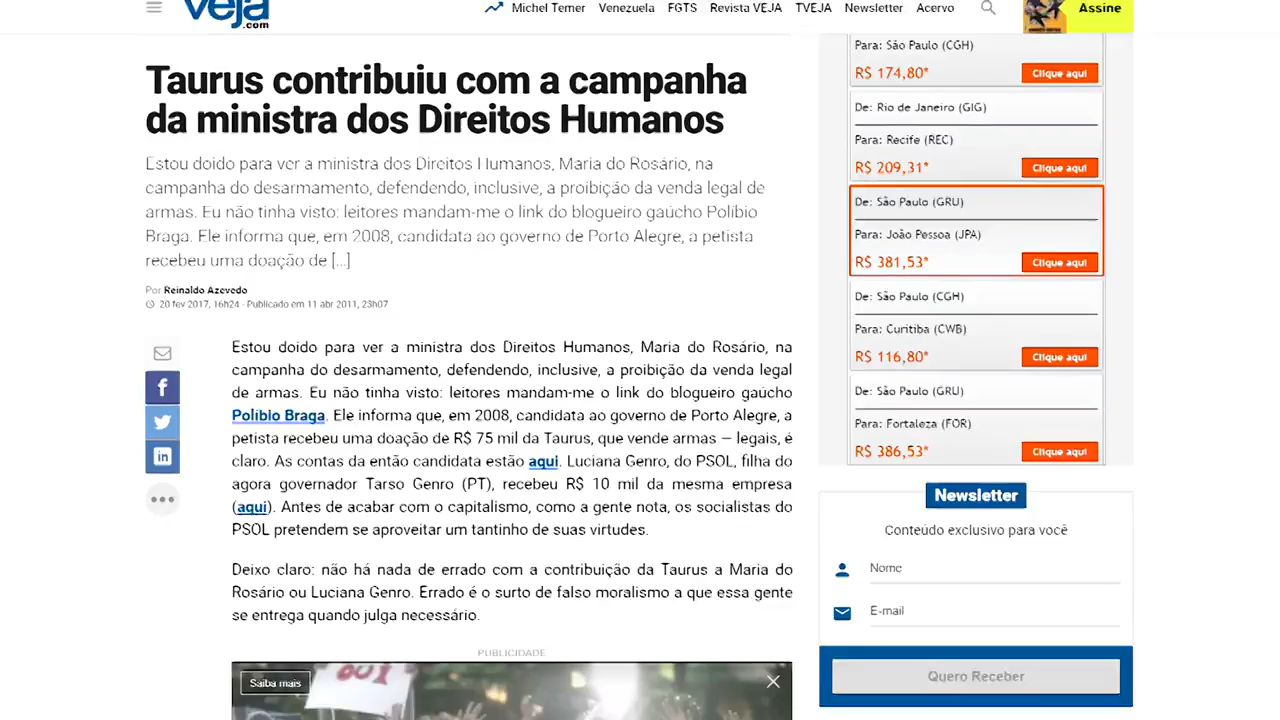 veja
.com
Michel Temer Venezuela FGTS Revista VEJA TVEJA Newsletter Acervo
Assine
Taurus contribuiu com a campanha
da ministra dos Direitos Humanos
Estou doido para ver a ministra dos Direitos Humanos, Maria do Rosário, na
campanha do desarmamento, defendendo, inclusive, a proibição da venda legal de
armas. Eu não tinha visto: leitores mandam-me o link do blogueiro gaúcho Políbio
Braga. Ele informa que, em 2008, candidata ao governo de Porto Alegre, a petista
recebeu uma doação de […]
Por Reinaldo Azevedo
20 fev 2017, 16h24 - Publicado em 11 abr 2011, 23h07
Estou doido para ver a ministra dos Direitos Humanos, Maria do Rosário, na
campanha do desarmamento, defendendo, inclusive, a proibição da venda legal
de armas. Eu não tinha visto: leitores mandam-me o link do blogueiro gaúcho
Políbio Braga. Ele informa que, em 2008, candidata ao governo de Porto Alegre, a
petista recebeu uma doação de R$ 75 mil da Taurus, que vende armas — legais, é
claro. As contas da então candidata estão aqui. Luciana Genro, do PSOL, filha do
agora governador Tarso Genro (PT), recebeu R$ 10 mil da mesma empresa
(aqui). Antes de acabar com o capitalismo, como a gente nota, os socialistas do
PSOL pretendem se aproveitar um tantinho de suas virtudes.
Deixo claro: não há nada de errado com a contribuição da Taurus a Maria do
Rosário ou Luciana Genro. Errado é o surto de falso moralismo a que essa gente
se entrega quando julga necessário.
PUBLICIDADE
Saiba mais
OUT
Para: São Paulo (CGH)
R$ 174,80* Clique aqui
De: Rio de Janeiro (GIG)
Para: Recife (REC)
R$ 209,31* Clique aqui
De: São Paulo (GRU)
Para: João Pessoa (JPA)
R$ 381,53* Clique aqui
De: São Paulo (CGH)
Para: Curitiba (CWB)
R$ 116,80* Clique aqui
De: São Paulo (GRU)
Para: Fortaleza (FOR)
R$ 386,53* Clique aqui
Newsletter
Conteúdo exclusivo para você
Nome
E-mail
Quero Receber